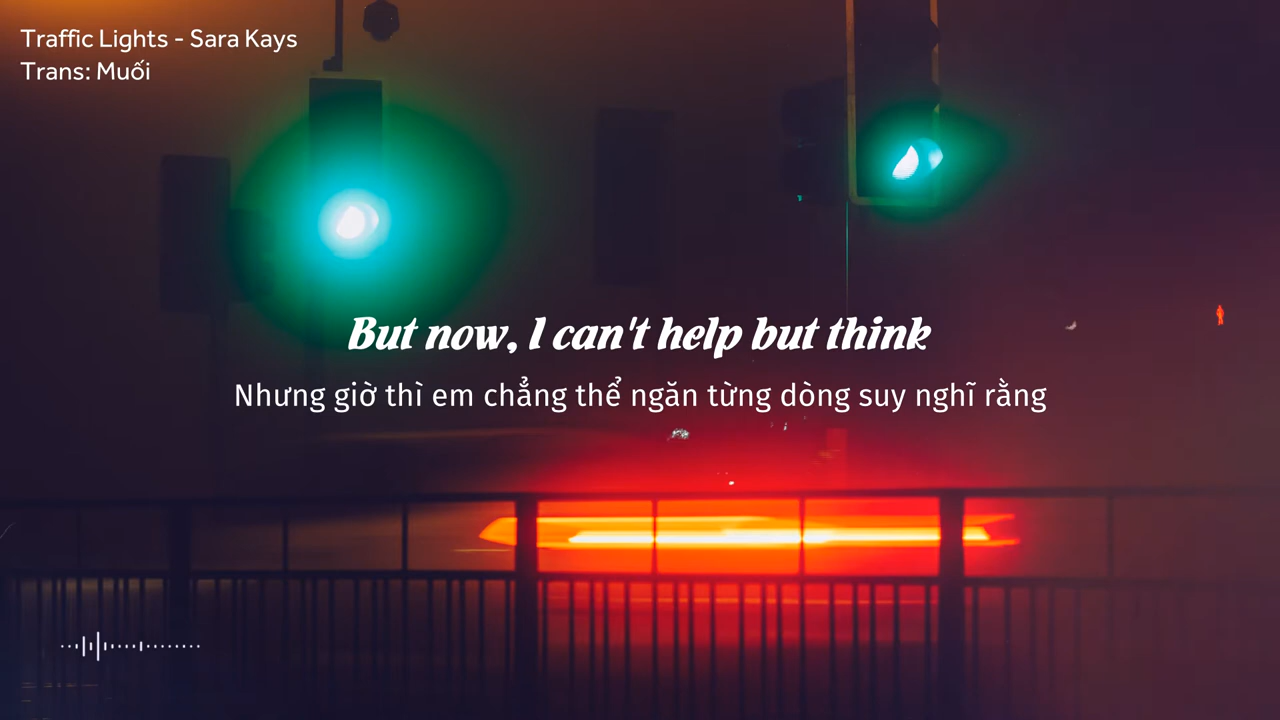 Traffic Lights - Sara Kays
Trans: Muối
But now, I can't help but think
Nhưng giờ thì em chẳng thể ngăn từng dòng suy nghĩ rằng